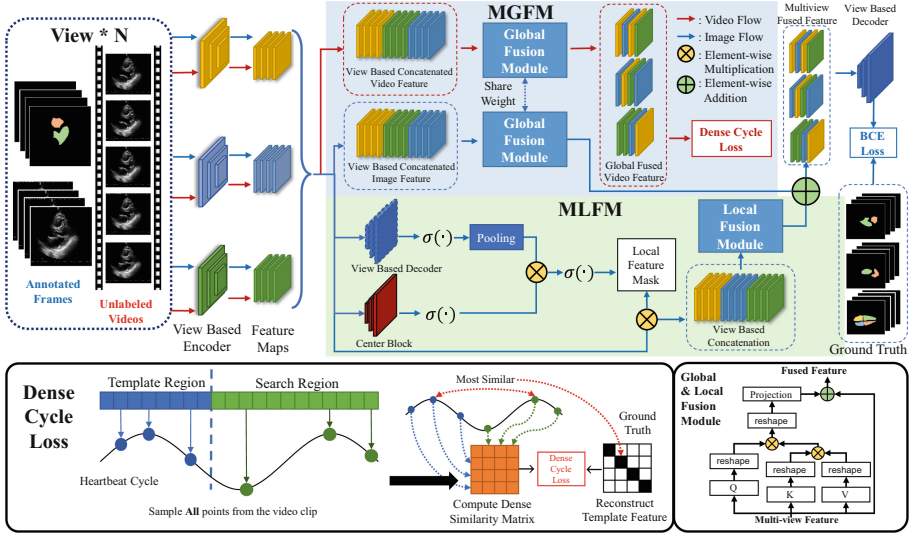 View * N
Annotated
Frames
Unlabeled
Videos
View Based
Encoder
Feature
Maps
MGFM
View Based Concatenated
Video Feature
Global
Fusion
Module
Share
Weight
View Based Concatenated
Image Feature
Global
Fusion
Module
Global Fused
Video Feature
: Video Flow
: Image Flow
: Element-wise
Multiplication
: Element-wise
Addition
Dense Cycle
Loss
Multiview
Fused Feature
View Based
Decoder
BCE
Loss
Ground Truth
MLFM
View Based Decoder
σ(·)
Pooling
σ(·)
Center Block
σ(·)
Local
Feature
Mask
Local
Fusion
Module
View Based
Concatenation
Dense
Cycle
Loss
Template Region
Search Region
Heartbeat Cycle
Sample All points from the video clip
Most Similar
Compute Dense
Similarity Matrix
Dense
Cycle
Loss
Ground
Truth
Reconstruct
Template Feature
Global
& Local
Fusion
Module
Fused Feature
Projection
reshape
reshape
reshape
reshape
Q
K
V
Multi-view Feature